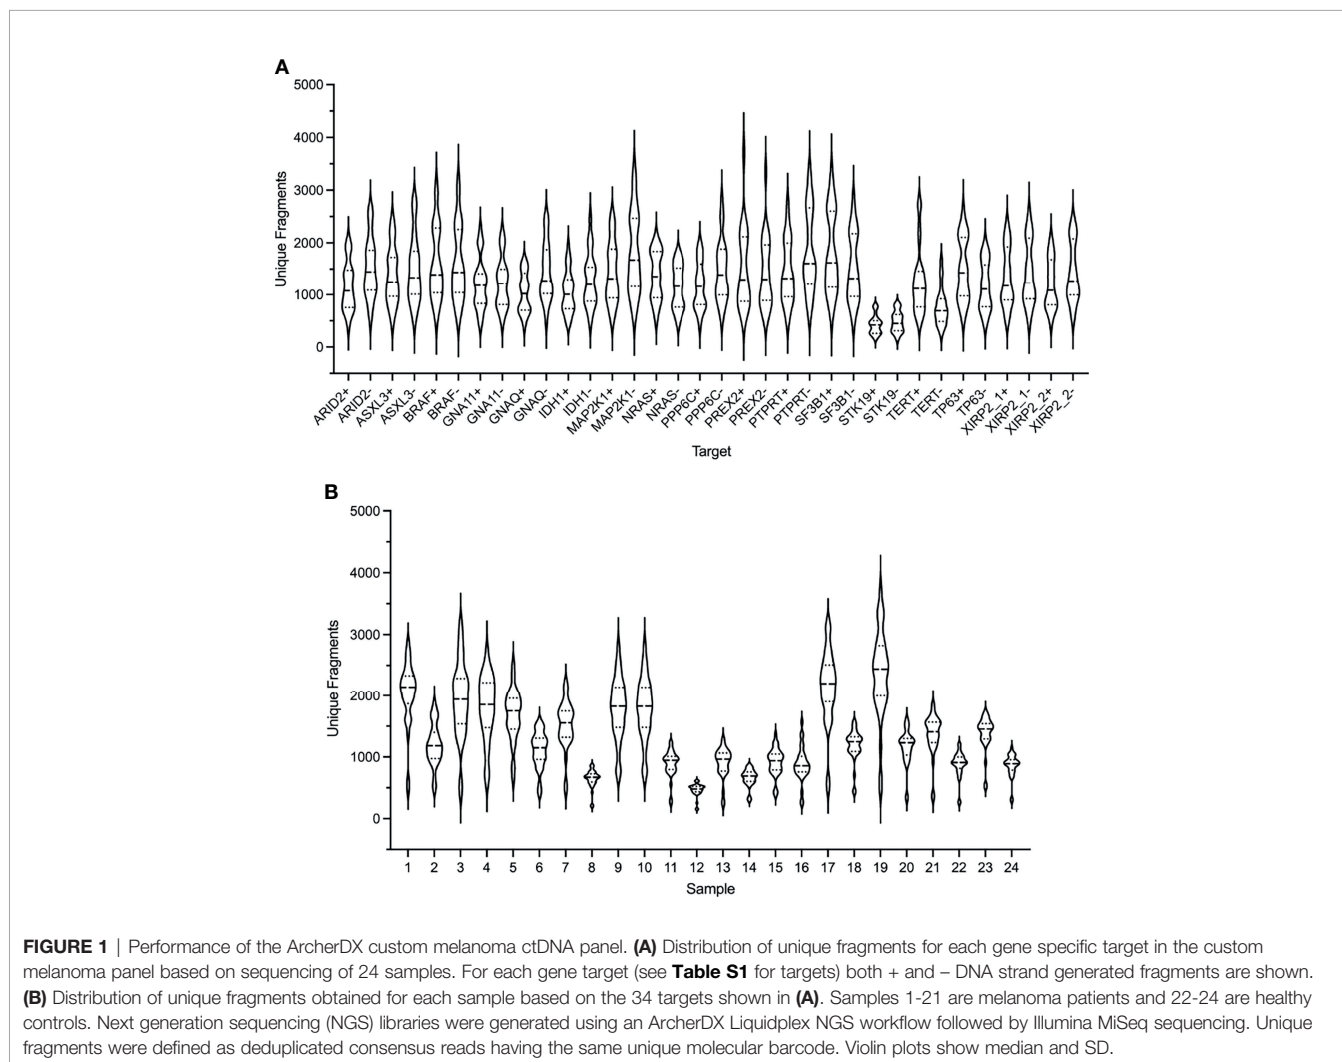 A
5000
4000
3000
2000
1000
0
Unique Fragments
ARID2+
ARID2-
ASXL3+
ASXL3-
BRAF+
BRAF-
GNA11+
GNA11-
GNAQ+
GNAQ-
IDH1+
IDH1-
MAP2K1+
MAP2K1-
NRAS+
NRAS-
PPP6C+
PPP6C-
PREX2+
PREX2-
PTPRT+
PTPRT-
SF3B1+
SF3B1-
STK19+
STK19-
TERT+
TERT-
TP63+
TP63-
XIRP2_1+
XIRP2_1-
XIRP2_2+
XIRP2_2-
Target
B
5000
4000
3000
2000
1000
0
Unique Fragments
1 2 3 4 5 6 7 8 9 10 11 12 13 14 15 16 17 18 19 20 21 22 23 24
Sample
FIGURE 1 | Performance of the ArcherDX custom melanoma ctDNA panel. (A) Distribution of unique fragments for each gene specific target in the custom
melanoma panel based on sequencing of 24 samples. For each gene target (see Table S1 for targets) both + and – DNA strand generated fragments are shown.
(B) Distribution of unique fragments obtained for each sample based on the 34 targets shown in (A). Samples 1-21 are melanoma patients and 22-24 are healthy
controls. Next generation sequencing (NGS) libraries were generated using an ArcherDX Liquidplex NGS workflow followed by Illumina MiSeq sequencing. Unique
fragments were defined as deduplicated consensus reads having the same unique molecular barcode. Violin plots show median and SD.